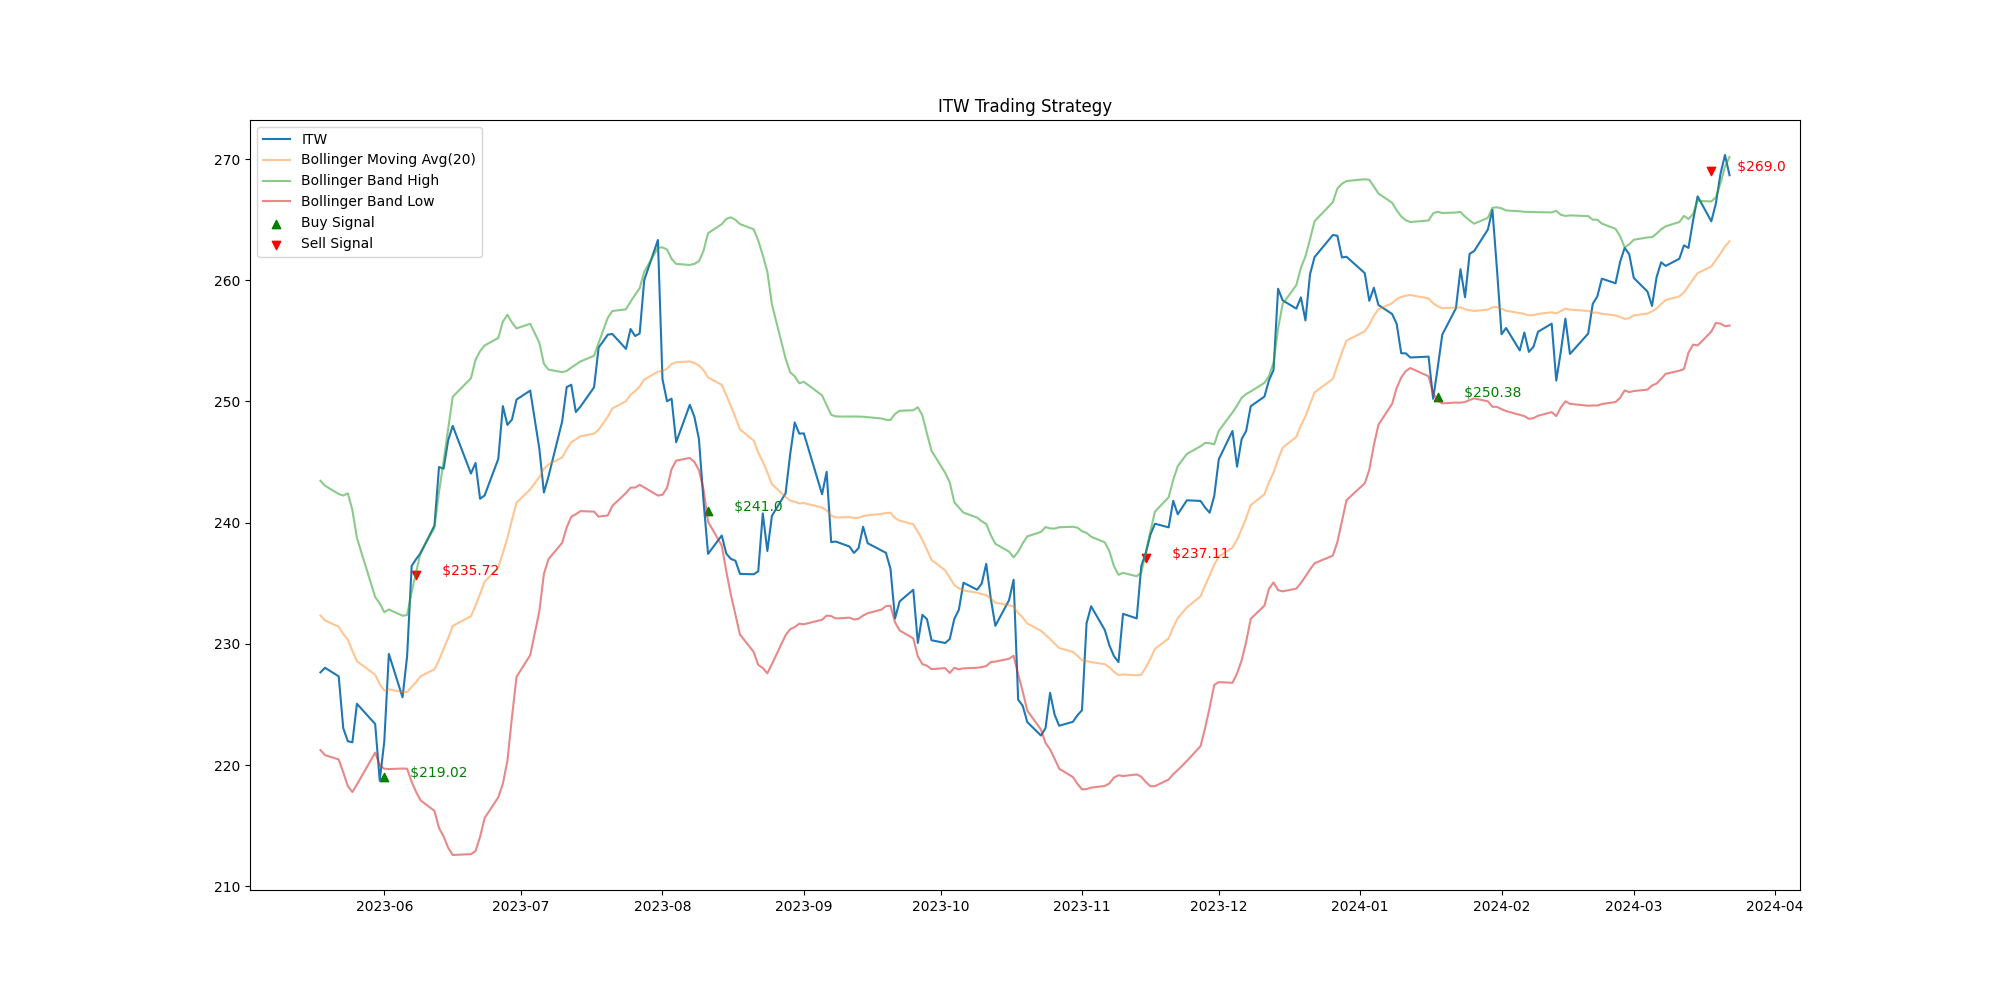 ITW Trading Strategy
ITW
Bollinger Moving Avg(20)
Bollinger Band High
Bollinger Band Low
Buy Signal
Sell Signal
270
260
250
240
230
220
210
$269.0
$250.38
$241.0
$237.11
$235.72
$219.02
2023-06 2023-07 2023-08 2023-09 2023-10 2023-11 2023-12 2024-01 2024-02 2024-03 2024-04